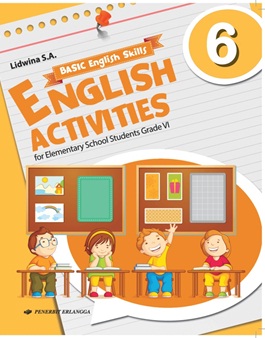 Lidwina S.A.
BASIC English Skills
6
ENGLISH
ACTIVITIES
for Elementary School Students Grade VI
PENERBIT ERLANGGA